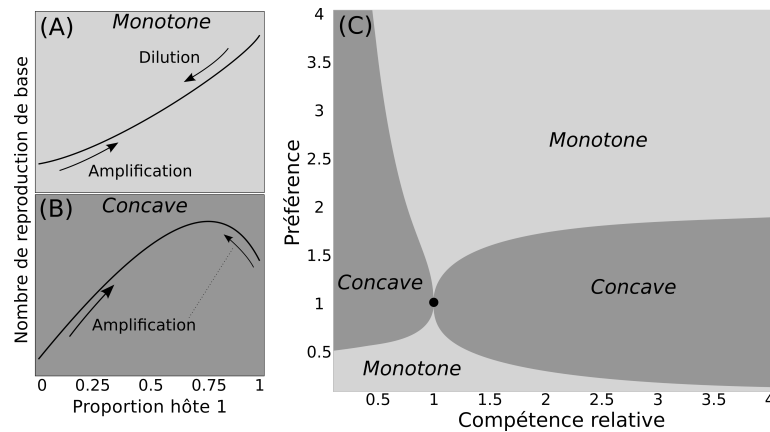 (A)
Monotone
Dilution
Amplification
(B)
Concave
Amplification
Nombre de reproduction de base
0 0.25 0.5 0.75 1
Proportion hôte 1
(C)
Monotone
Concave
Concave
Monotone
Préférence
4
3.5
3
2.5
2
1.5
1
0.5
0.5 1 1.5 2 2.5 3 3.5 4
Compétence relative